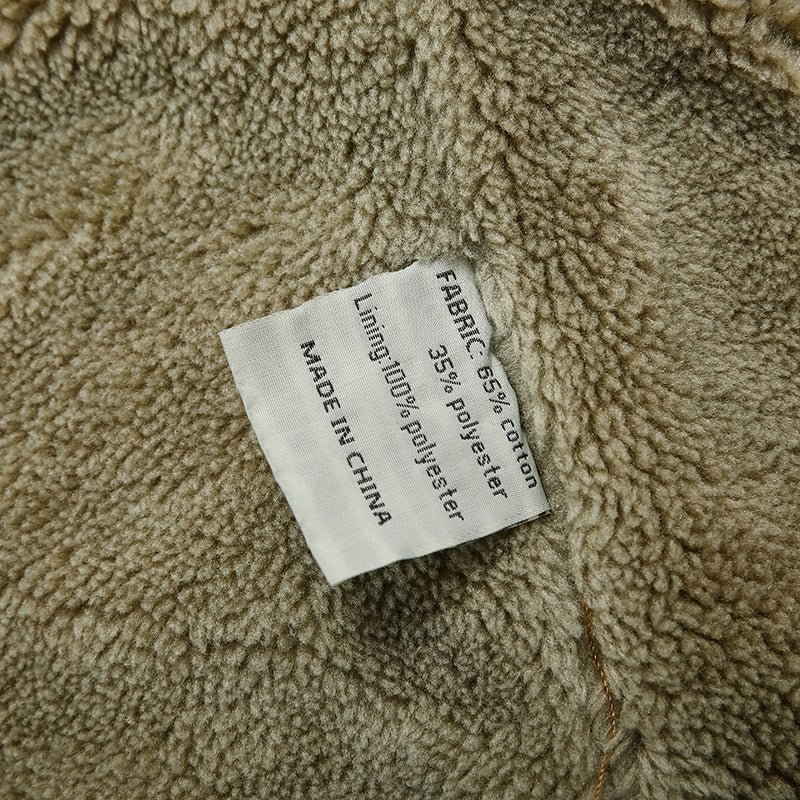 FABRIC: 65% cotton
35% polyester
Lining:100% polyester
MADE IN CHINA